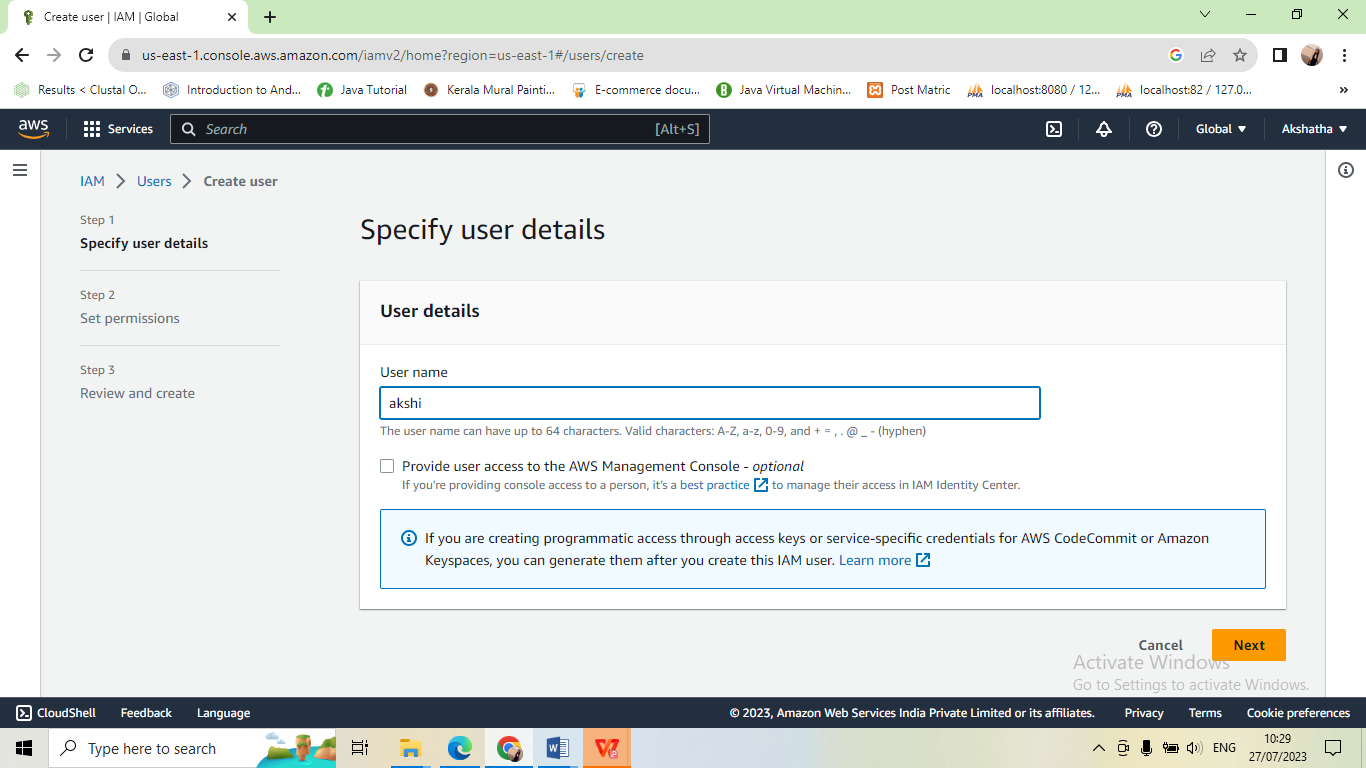 Create user | IAM | Global
us-east-1.console.aws.amazon.com/iamv2/home?region=us-east-1#/users/create
Results < Clustal O...
Introduction to And...
Java Tutorial
Kerala Mural Painti...
E-commerce docu...
Java Virtual Machin...
Post Matric
localhost:8080 / 12...
localhost:82 / 127.0...
»
aws
Services
Search
[Alt+S]
Global
Akshatha
IAM
Users
Create user
Step 1
Specify user details
Step 2
Set permissions
Step 3
Review and create
Specify user details
User details
User name
akshi
The user name can have up to 64 characters. Valid characters: A-Z, a-z, 0-9, and + = , . @ _ - (hyphen)
Provide user access to the AWS Management Console - optional
If you're providing console access to a person, it's a best practice to manage their access in IAM Identity Center.
If you are creating programmatic access through access keys or service-specific credentials for AWS CodeCommit or Amazon
Keyspaces, you can generate them after you create this IAM user. Learn more
Cancel
Next
Activate Windows
Go to Settings to activate Windows.
CloudShell
Feedback
Language
© 2023, Amazon Web Services India Private Limited or its affiliates.
Privacy
Terms
Cookie preferences
Type here to search
ENG
10:29
27/07/2023